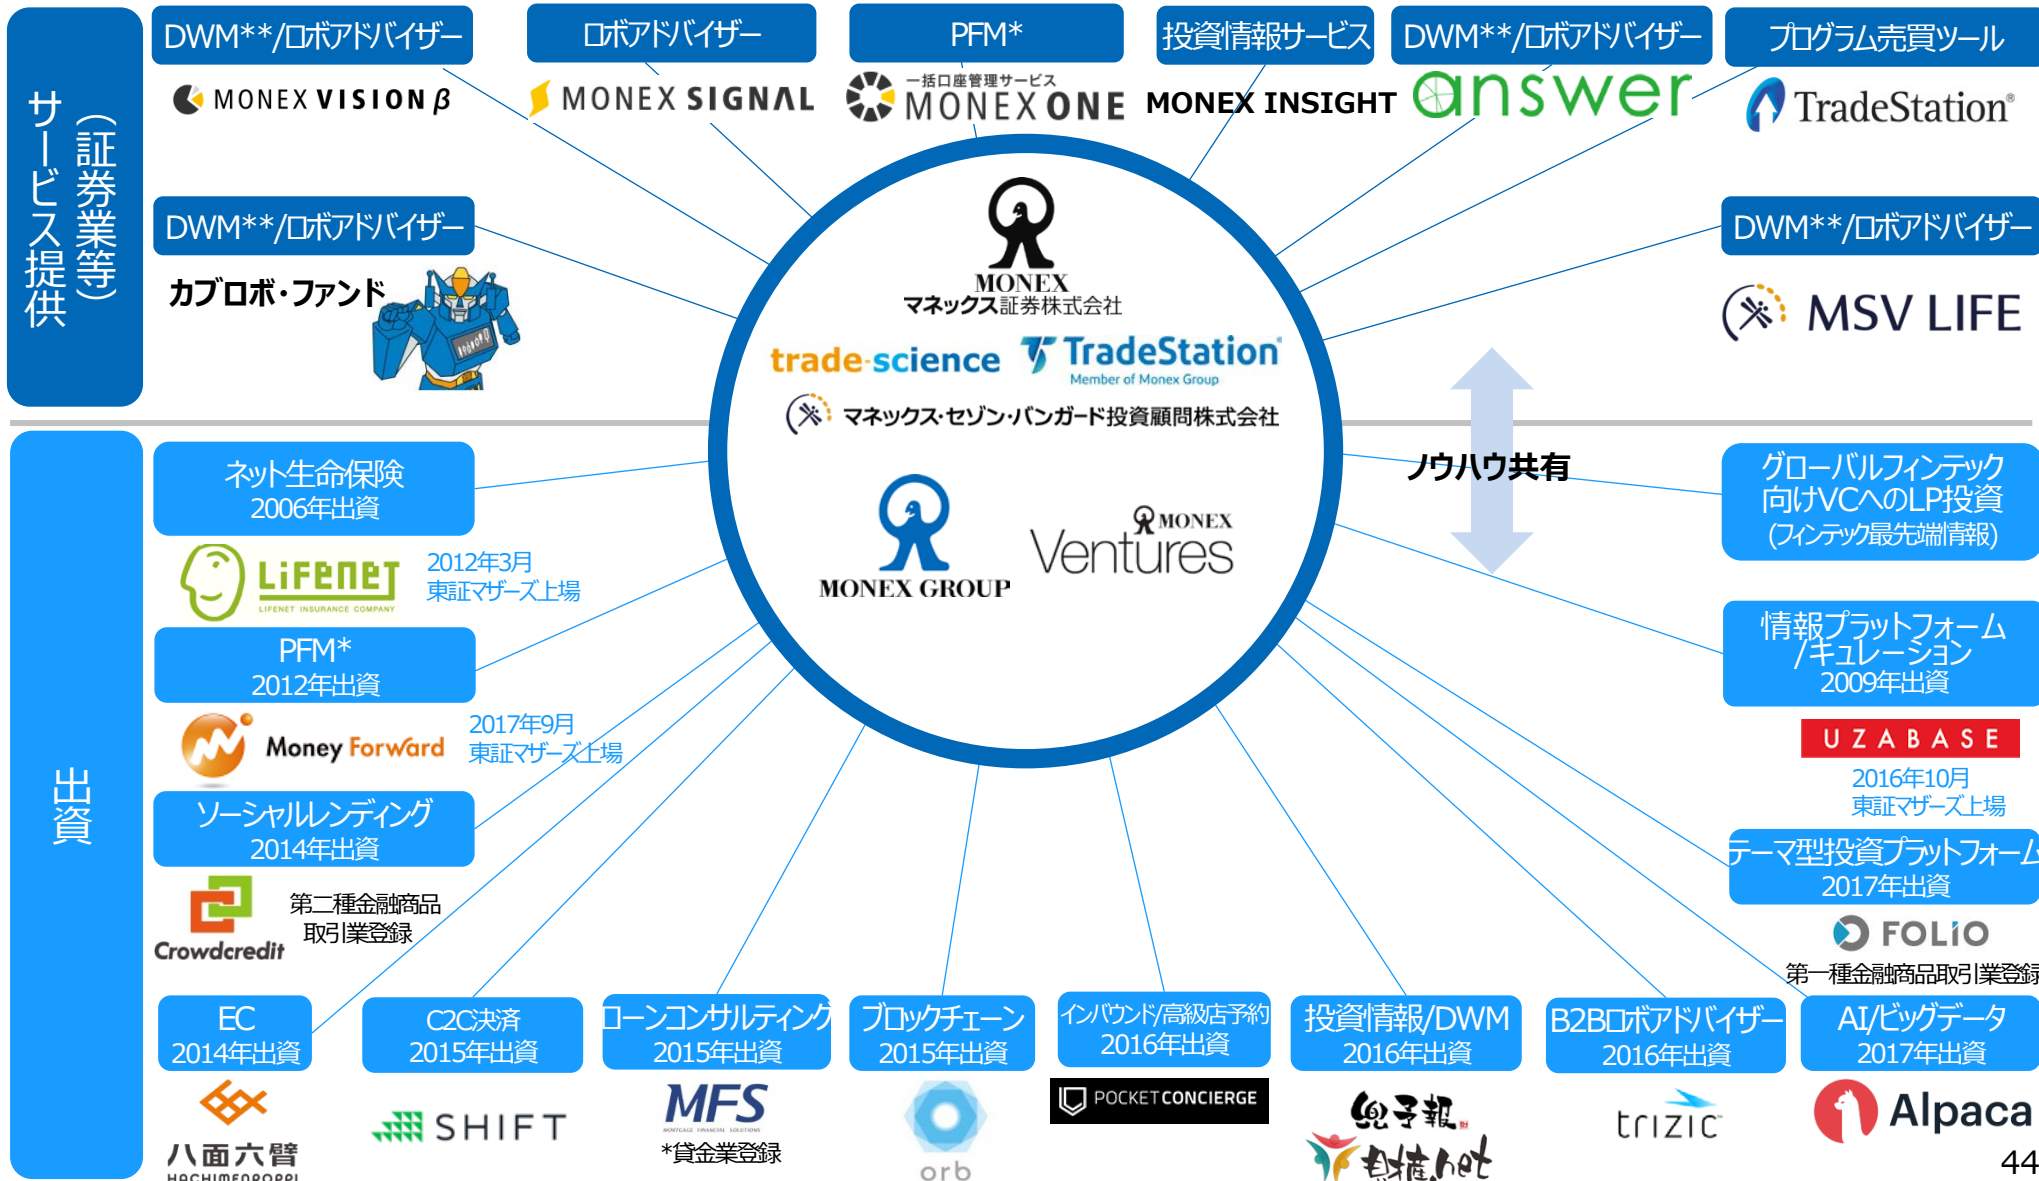 サービス提供
（証券業等）
DWM**/ロボアドバイザー
MONEX VISION β
ロボアドバイザー
MONEX SIGNAL
PFM*
一括口座管理サービス
MONEX ONE
投資情報サービス
MONEX INSIGHT
DWM**/ロボアドバイザー
answer
プログラム売買ツール
TradeStation®
DWM**/ロボアドバイザー
カブロボ・ファンド
DWM**/ロボアドバイザー
MSV LIFE
MONEX
マネックス証券株式会社
trade-science
TradeStation
Member of Monex Group
マネックス・セゾン・バンガード投資顧問株式会社
MONEX GROUP
MONEX
Ventures
ノウハウ共有
出資
ネット生命保険
2006年出資
LIFENET
LIFENET INSURANCE COMPANY
2012年3月
東証マザーズ上場
PFM*
2012年出資
Money Forward
2017年9月
東証マザーズ上場
ソーシャルレンディング
2014年出資
Crowdcredit
第二種金融商品
取引業登録
グローバルフィンテック
向けVCへのLP投資
(フィンテック最先端情報)
情報プラットフォーム
/キュレーション
2009年出資
UZABASE
2016年10月
東証マザーズ上場
テーマ型投資プラットフォーム
2017年出資
FOLIO
第一種金融商品取引業登録
EC
2014年出資
八面六臂
HACHIMENROPPI
C2C決済
2015年出資
SHIFT
ローンコンサルティング
2015年出資
MFS
MORTGAGE FINANCIAL SOLUTIONS
*貸金業登録
ブロックチェーン
2015年出資
orb
インバウンド/高級店予約
2016年出資
POCKET CONCIERGE
投資情報/DWM
2016年出資
兜予報
資産.net
B2Bロボアドバイザー
2016年出資
trizic
AI/ビッグデータ
2017年出資
Alpaca
44